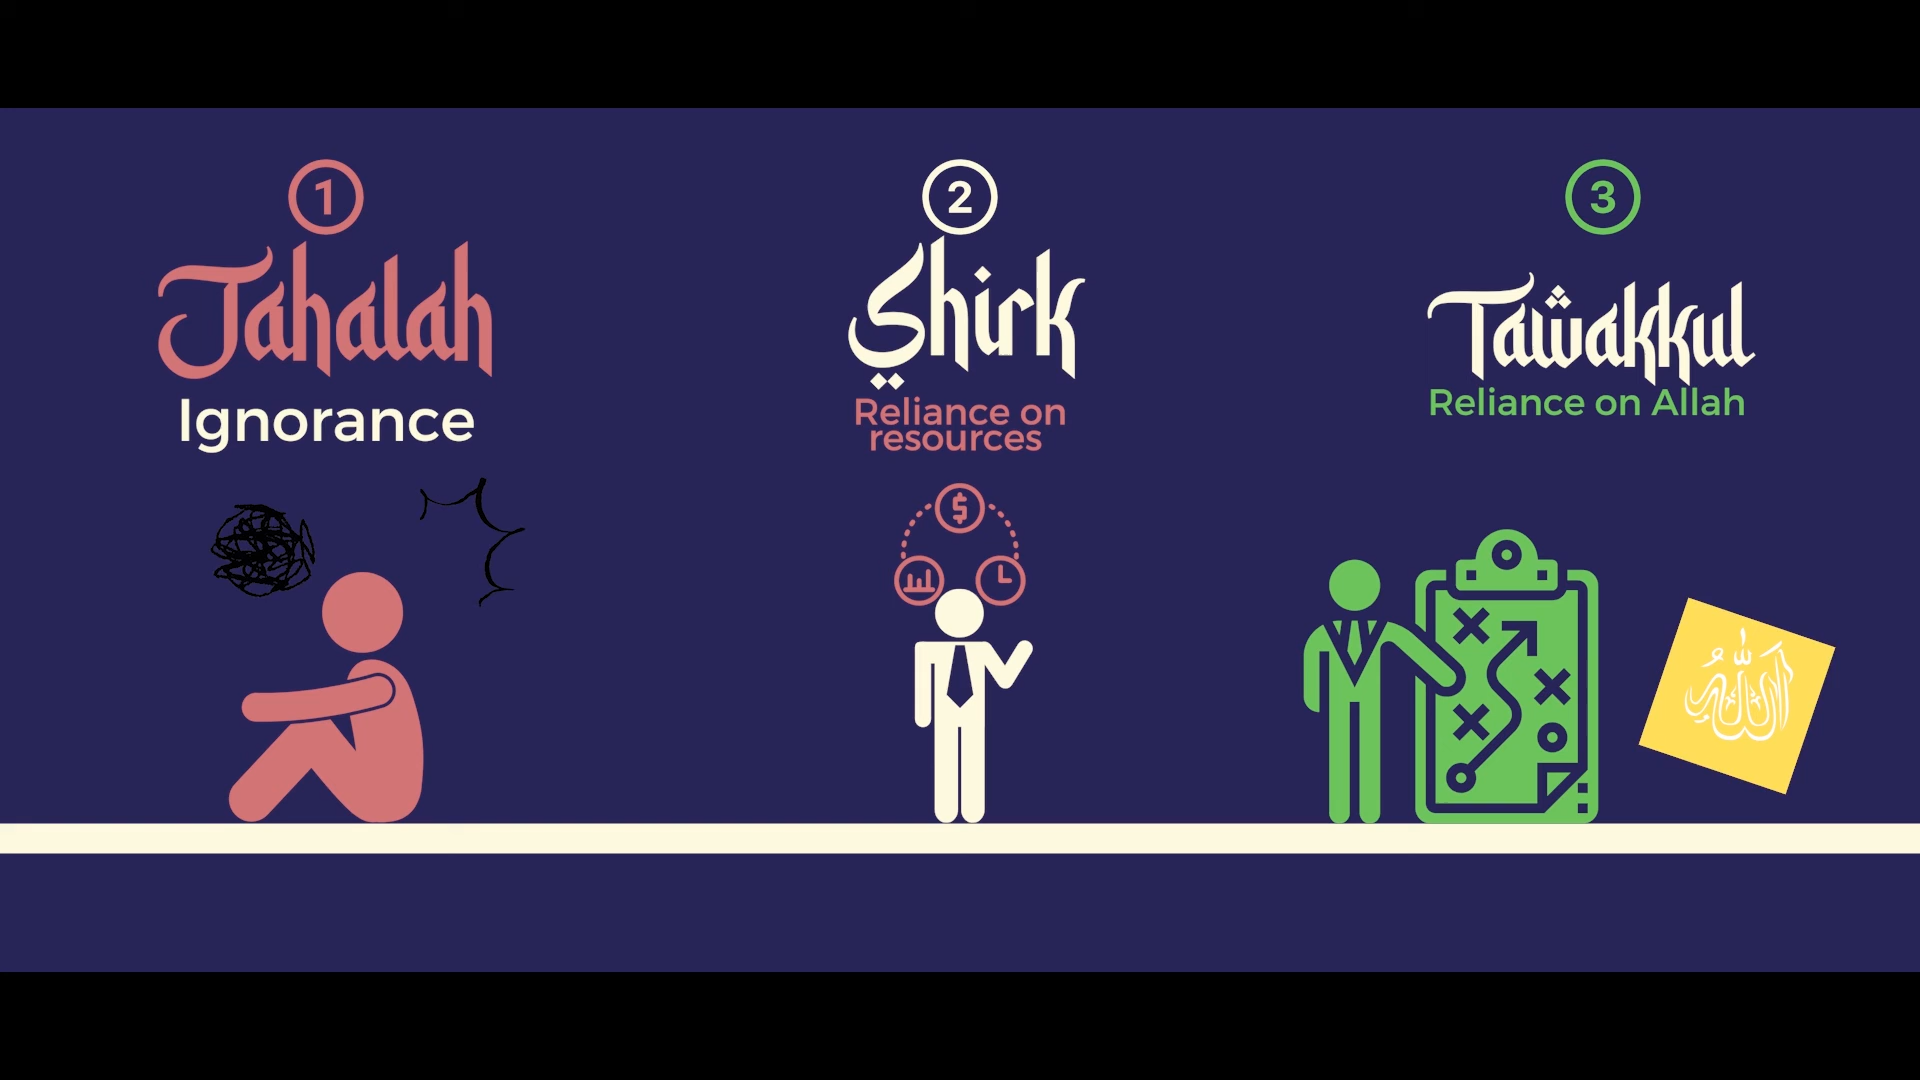 1
Jahalah
Ignorance
2
Shirk
Reliance on
resources
$
3
Tawakkul
Reliance on Allah
الله